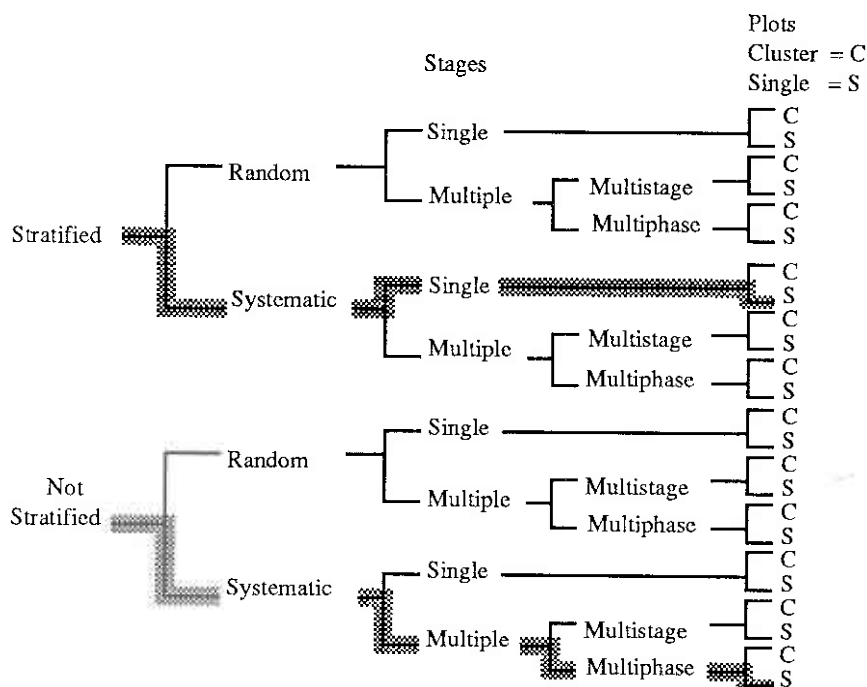 Plots
Cluster = C
Stages
Single = S
C
Single
S
C
Random
Multistage
S
Multiple
C
Multiphase
S
Stratified
C
Single
S
Systematic
C
Multistage
S
Multiple
C
Multiphase
S
C
Single
S
Random
C
Multistage
S
Not
Multiple
C
Stratified
Multiphase
S
C
Single
S
Systematic
C
Multistage
S
Multiple
C
Multiphase
S